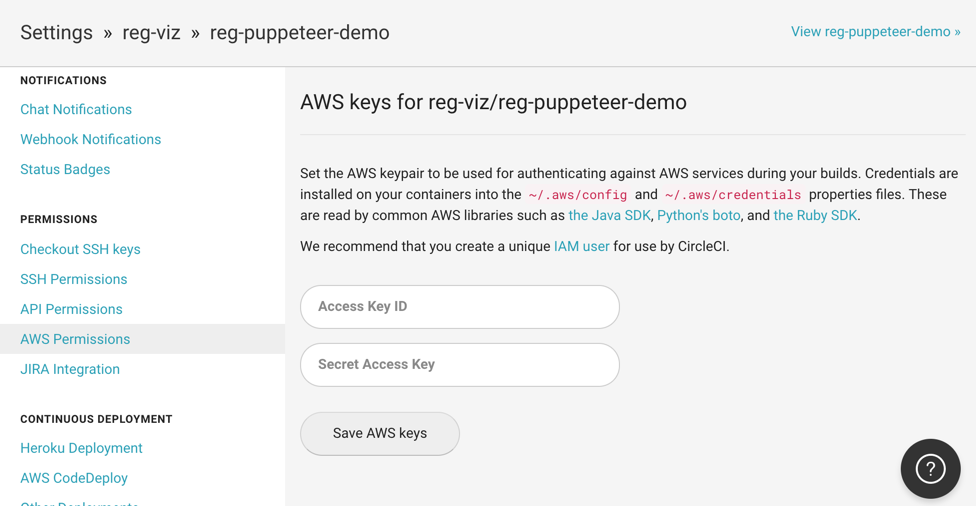 Settings » reg-viz » reg-puppeteer-demo
View reg-puppeteer-demo »
NOTIFICATIONS
Chat Notifications
Webhook Notifications
Status Badges
PERMISSIONS
Checkout SSH keys
SSH Permissions
API Permissions
AWS Permissions
JIRA Integration
CONTINUOUS DEPLOYMENT
Heroku Deployment
AWS CodeDeploy
Other Deployments
AWS keys for reg-viz/reg-puppeteer-demo
Set the AWS keypair to be used for authenticating against AWS services during your builds. Credentials are
installed on your containers into the ~/.aws/config and ~/.aws/credentials properties files. These
are read by common AWS libraries such as the Java SDK, Python's boto, and the Ruby SDK.
We recommend that you create a unique IAM user for use by CircleCI.
Access Key ID
Secret Access Key
Save AWS keys
?